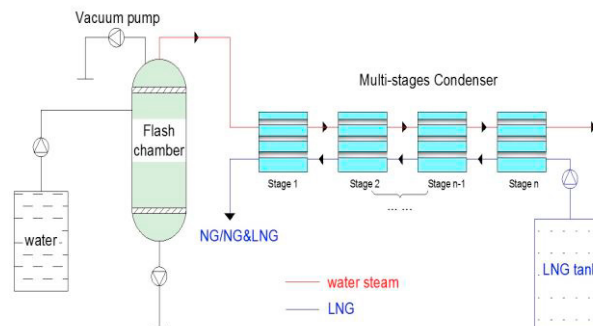 Vacuum pump
Multi-stages Condenser
Flash
chamber
Stage 1
Stage 2
Stage n-1
Stage n
... ...
water
NG/NG&LNG
LNG tank
water steam
LNG